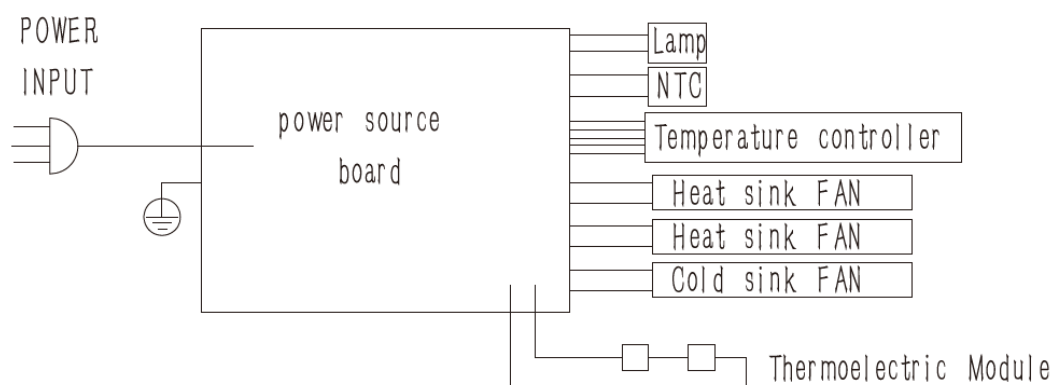 POWER
INPUT
power source
board
Lamp
NTC
Temperature controller
Heat sink FAN
Heat sink FAN
Cold sink FAN
Thermoelectric Module